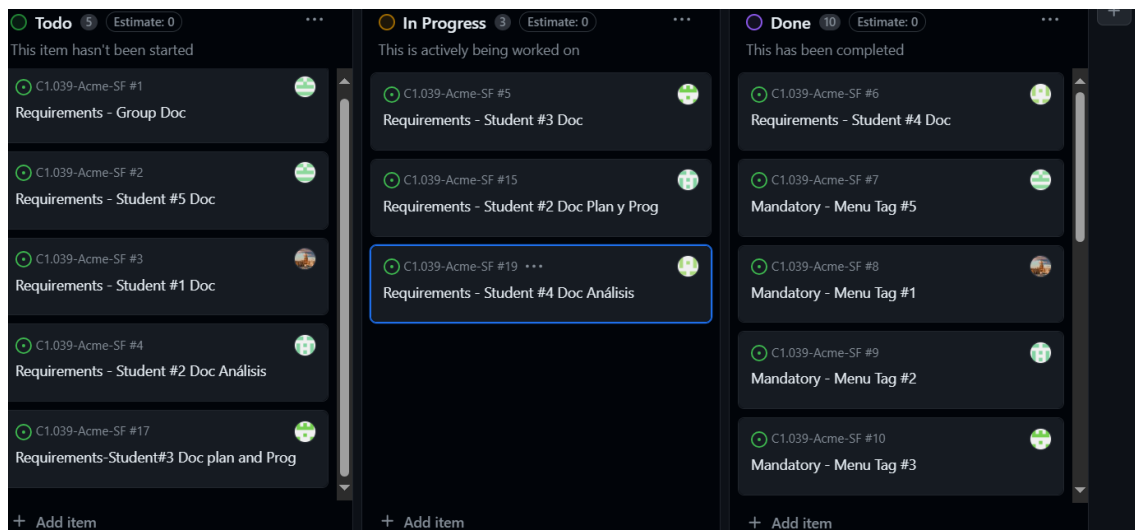 Todo 5 Estimate: 0 ...
This item hasn't been started
C1.039-Acme-SF #1
Requirements - Group Doc
C1.039-Acme-SF #2
Requirements - Student #5 Doc
C1.039-Acme-SF #3
Requirements - Student #1 Doc
C1.039-Acme-SF #4
Requirements - Student #2 Doc Análisis
C1.039-Acme-SF #17
Requirements-Student#3 Doc plan and Prog
+ Add item
In Progress 3 Estimate: 0 ...
This is actively being worked on
C1.039-Acme-SF #5
Requirements - Student #3 Doc
C1.039-Acme-SF #15
Requirements - Student #2 Doc Plan y Prog
C1.039-Acme-SF #19 ...
Requirements - Student #4 Doc Análisis
+ Add item
Done 10 Estimate: 0 ...
This has been completed
C1.039-Acme-SF #6
Requirements - Student #4 Doc
C1.039-Acme-SF #7
Mandatory - Menu Tag #5
C1.039-Acme-SF #8
Mandatory - Menu Tag #1
C1.039-Acme-SF #9
Mandatory - Menu Tag #2
C1.039-Acme-SF #10
Mandatory - Menu Tag #3
+ Add item
+